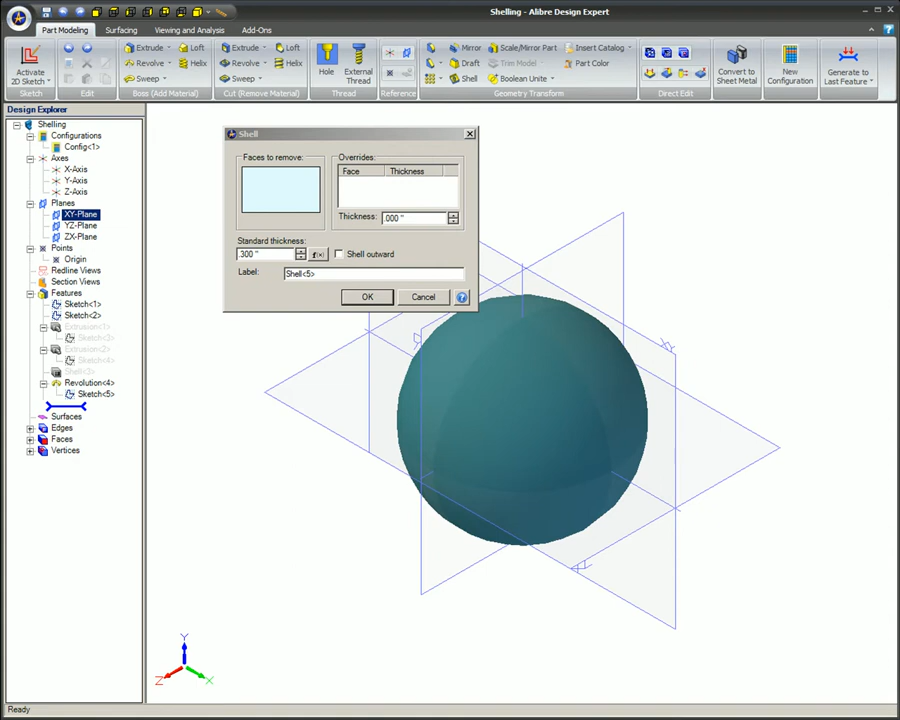 Shelling - Alibre Design Expert
Part Modeling
Surfacing
Viewing and Analysis
Add-Ons
Activate
2D Sketch
Sketch
Edit
Extrude
Loft
Revolve
Helix
Sweep
Boss (Add Material)
Extrude
Loft
Revolve
Helix
Sweep
Cut (Remove Material)
Hole
External
Thread
Thread
Reference
Mirror
Scale/Mirror Part
Insert Catalog
Draft
Trim Model
Part Color
Shell
Boolean Unite
Geometry Transform
Direct Edit
Convert to
Sheet Metal
New
Configuration
Generate to
Last Feature
Design Explorer
Shelling
Configurations
Config<1>
Axes
X-Axis
Y-Axis
Z-Axis
Planes
XY-Plane
YZ-Plane
ZX-Plane
Points
Origin
Redline Views
Section Views
Features
Sketch<1>
Sketch<2>
Extrusion<1>
Sketch<2>
Extrusion<2>
Sketch<4>
Shell<3>
Revolution<4>
Sketch<5>
Surfaces
Edges
Faces
Vertices
Shell
Faces to remove:
Overrides:
Face
Thickness
Thickness:
.000 "
Standard thickness:
.300 "
f(x)
Shell outward
Label:
Shell<5>
OK
Cancel
?
XY
Y
Z
X
Ready